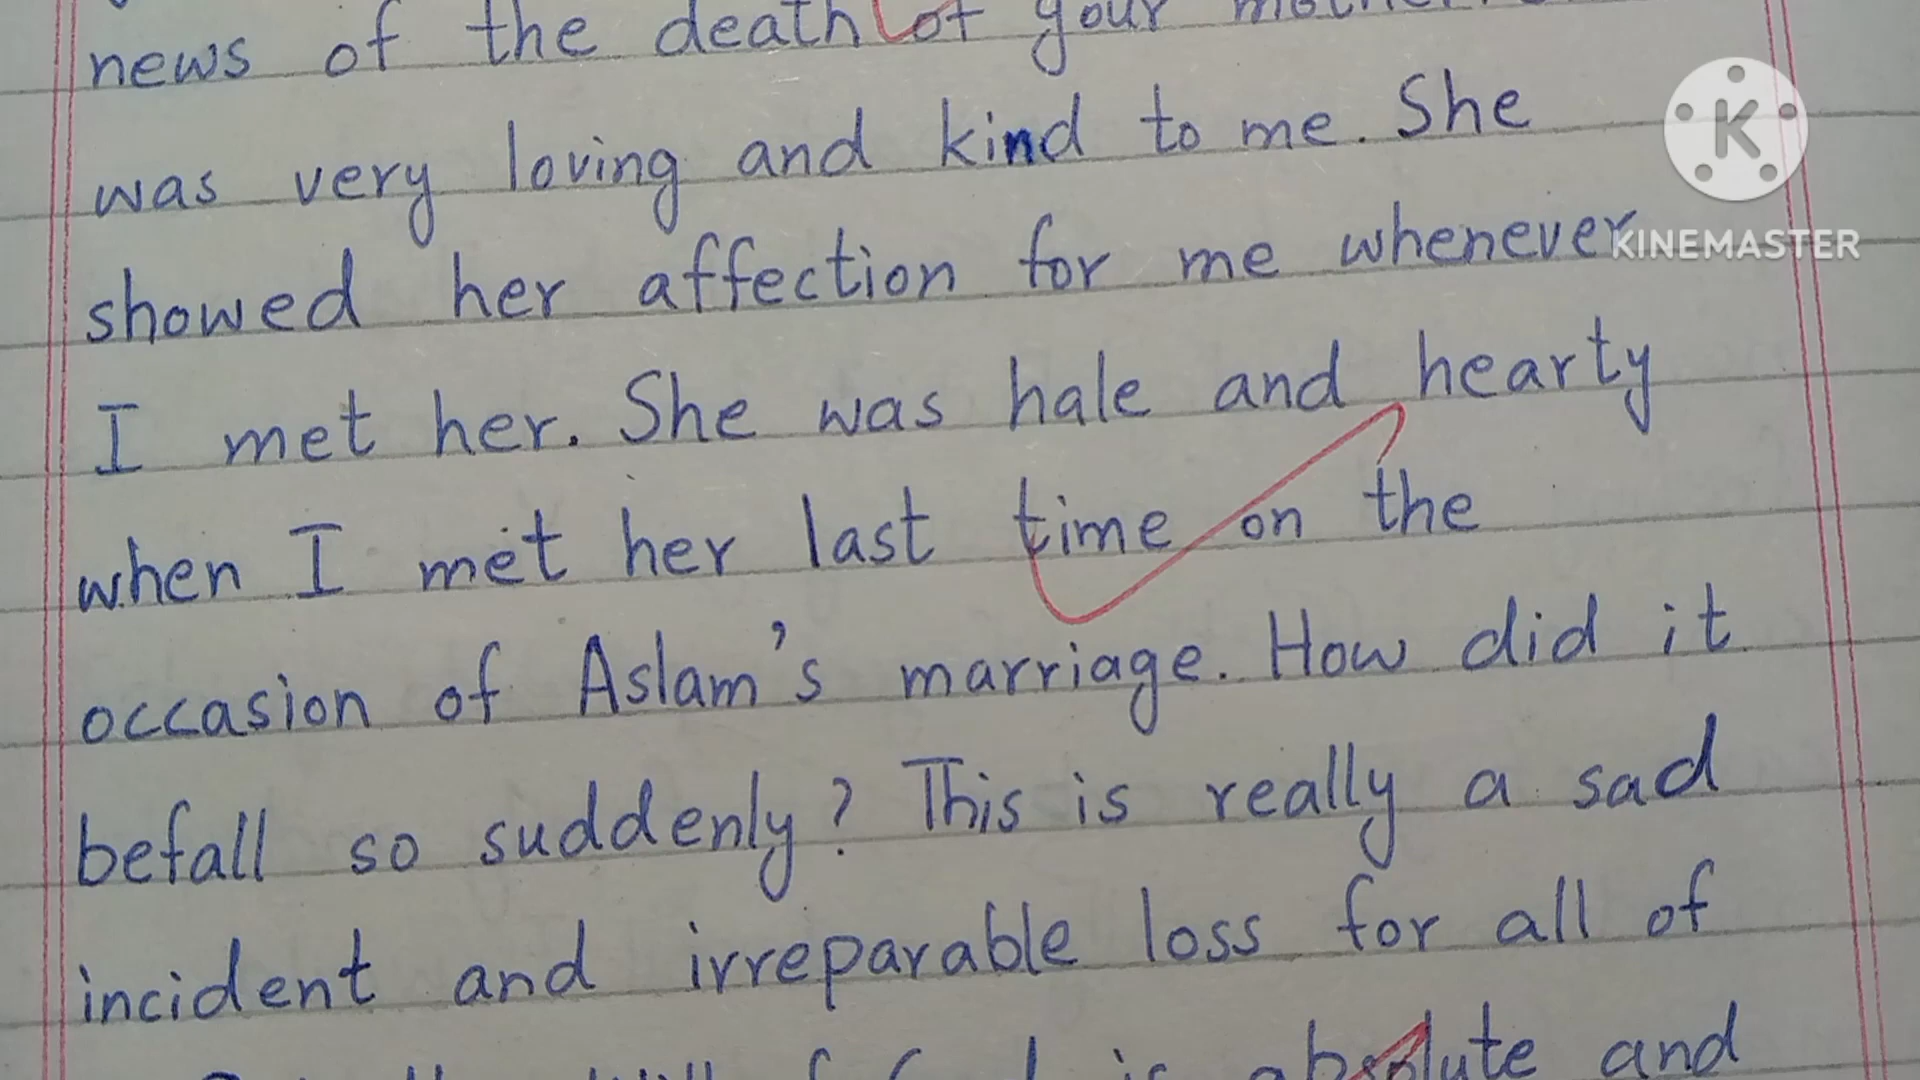 news of the death of your
was very loving and kind to me. She
showed her affection for me whenever
I met her. She was hale and hearty
when I met her last time on the
occasion of Aslam's marriage. How did it
befall so suddenly? This is really a sad
incident and irreparable loss for all of
is absolute and
K
KINEMASTER